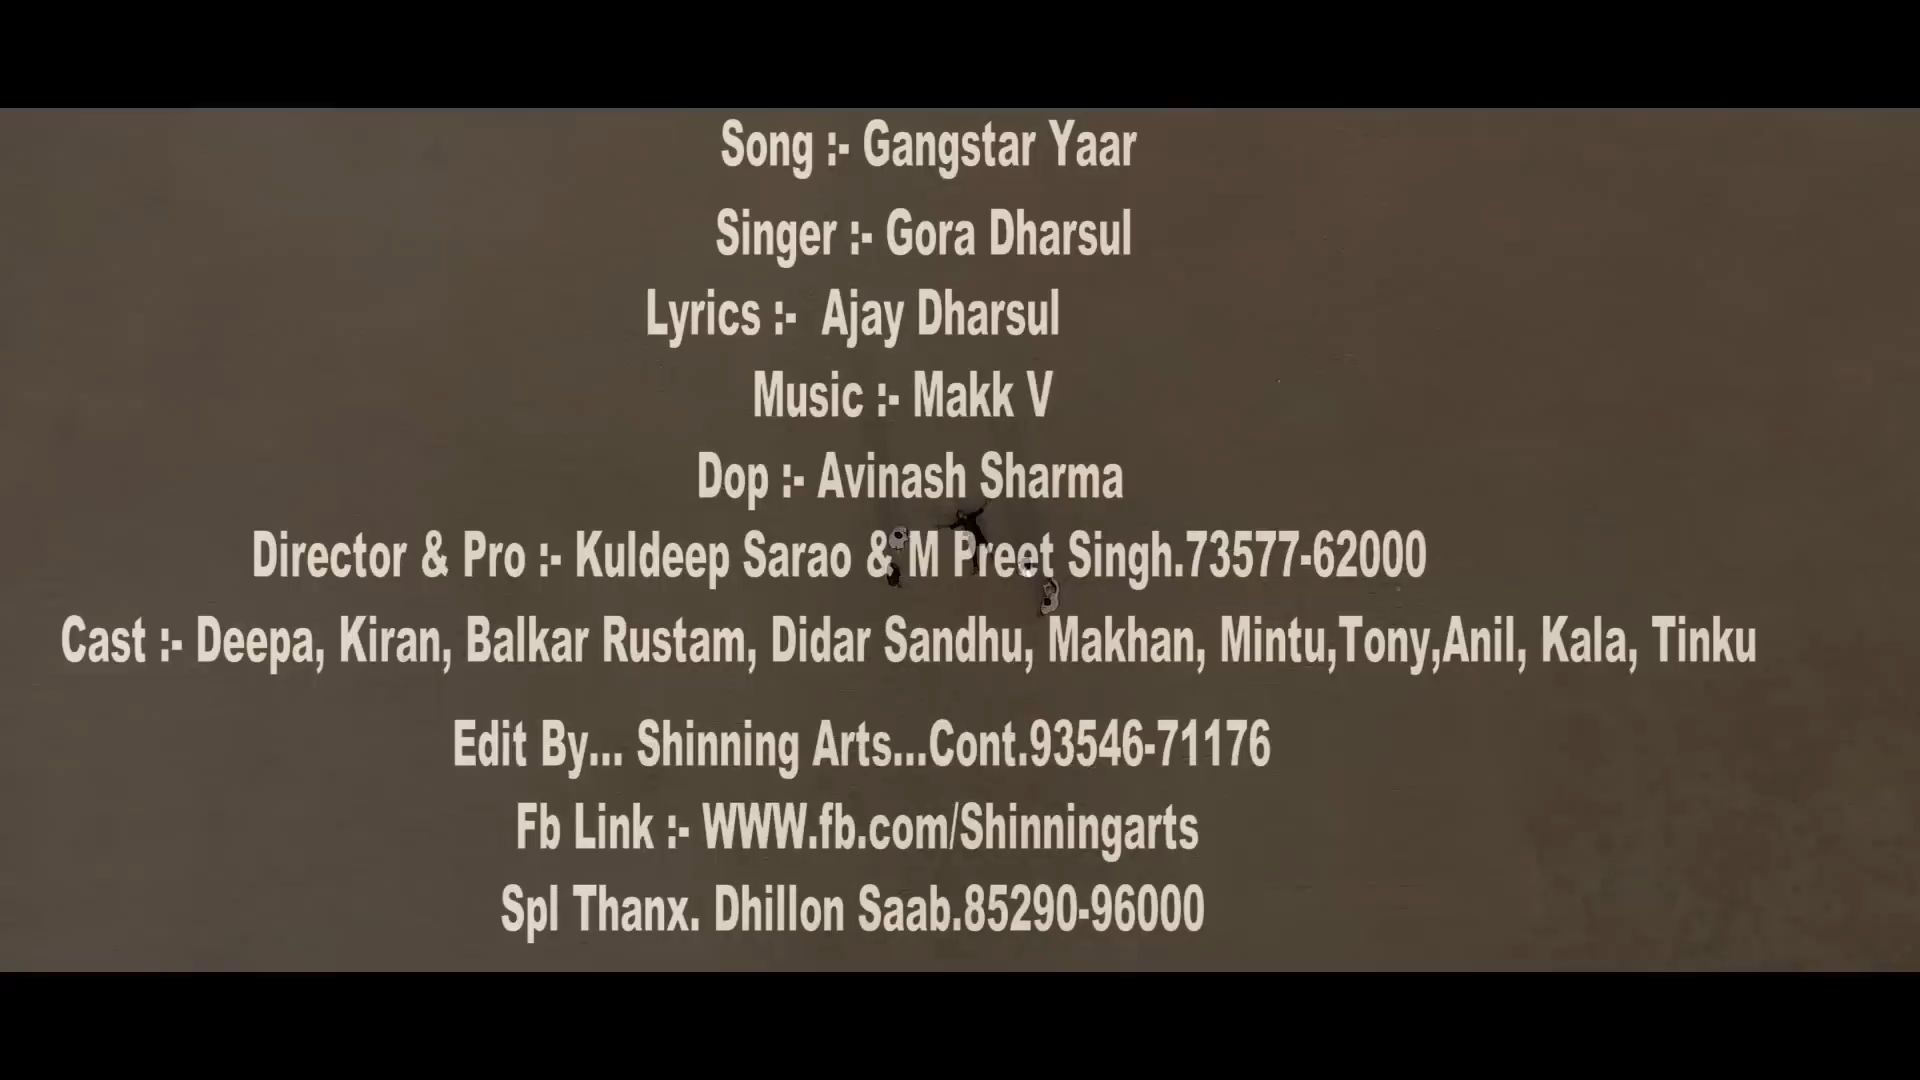 Song :- Gangstar Yaar
Singer :- Gora Dharsul
Lyrics :- Ajay Dharsul
Music :- Makk V
Dop :- Avinash Sharma
Director & Pro :- Kuldeep Sarao & M Preet Singh.73577-62000
Cast :- Deepa, Kiran, Balkar Rustam, Didar Sandhu, Makhan, Mintu,Tony,Anil, Kala, Tinku
Edit By... Shinning Arts...Cont.93546-71176
Fb Link :- WWW.fb.com/Shinningarts
Spl Thanx. Dhillon Saab.85290-96000